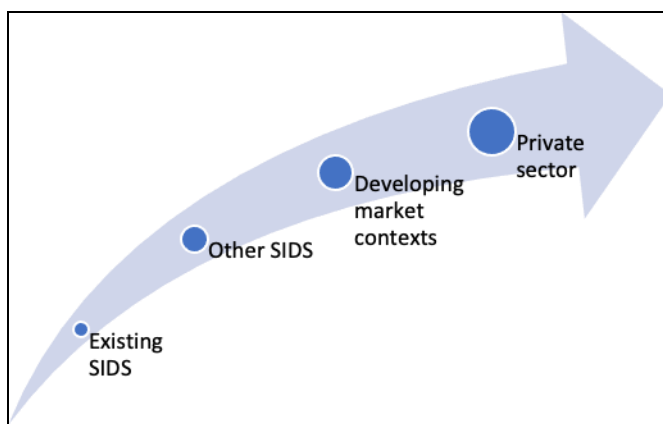 Existing
SIDS
Other SIDS
Developing
market
contexts
Private
sector